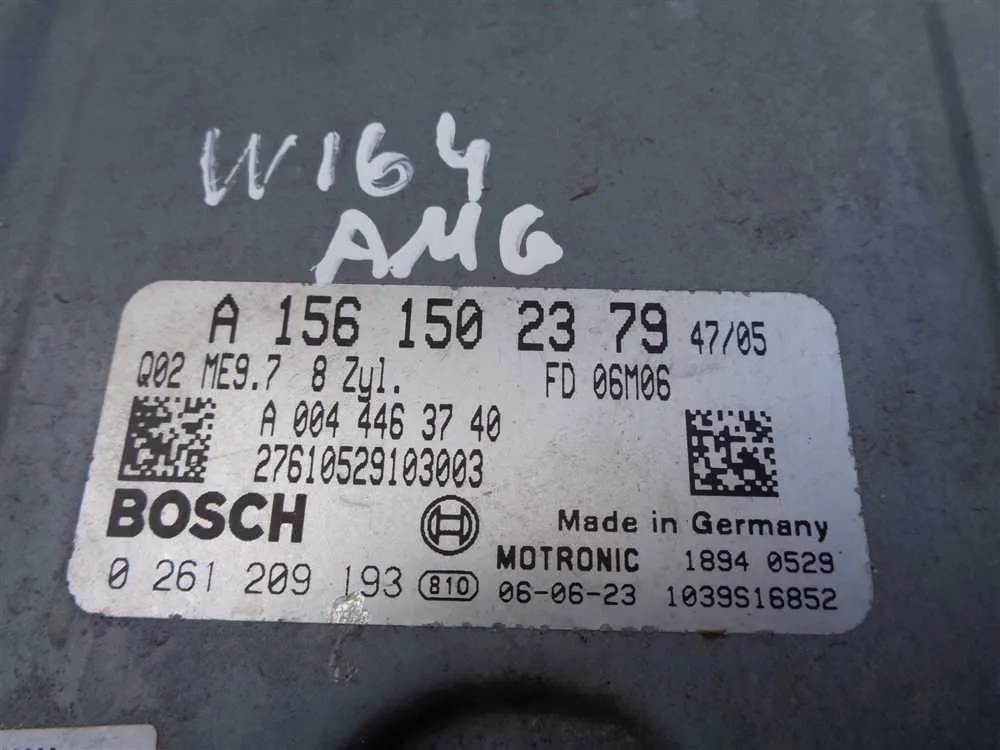 W164
AMG
A 156 150 23 79 47/05
Q02 ME9.7 8 Zyl. FD 06M06
A 004 446 37 40
27610529103003
BOSCH
Made in Germany
MOTRONIC 1894 0529
0 261 209 193 810 06-06-23 1039S16852